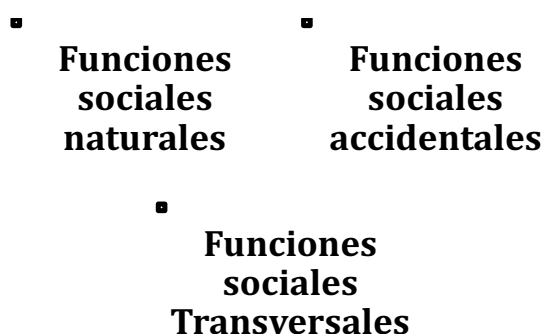 Funciones
sociales
naturales
Funciones
sociales
accidentales
Funciones
sociales
Transversales